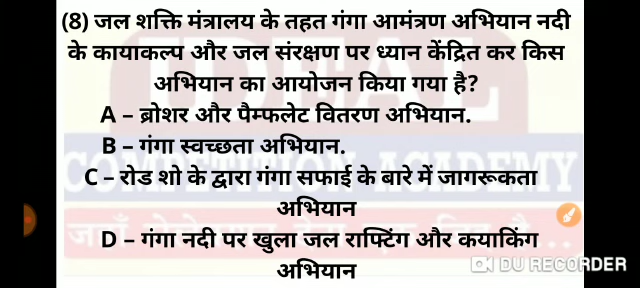 (8) जल शक्ति मंत्रालय के तहत गंगा आमंत्रण अभियान नदी
के कायाकल्प और जल संरक्षण पर ध्यान केंद्रित कर किस
अभियान का आयोजन किया गया है?
A – ब्रोशर और पैम्फलेट वितरण अभियान.
B – गंगा स्वच्छता अभियान.
C – रोड शो के द्वारा गंगा सफाई के बारे में जागरूकता
अभियान
D – गंगा नदी पर खुला जल राफ्टिंग और कयाकिंग
अभियान
DU RECORDER